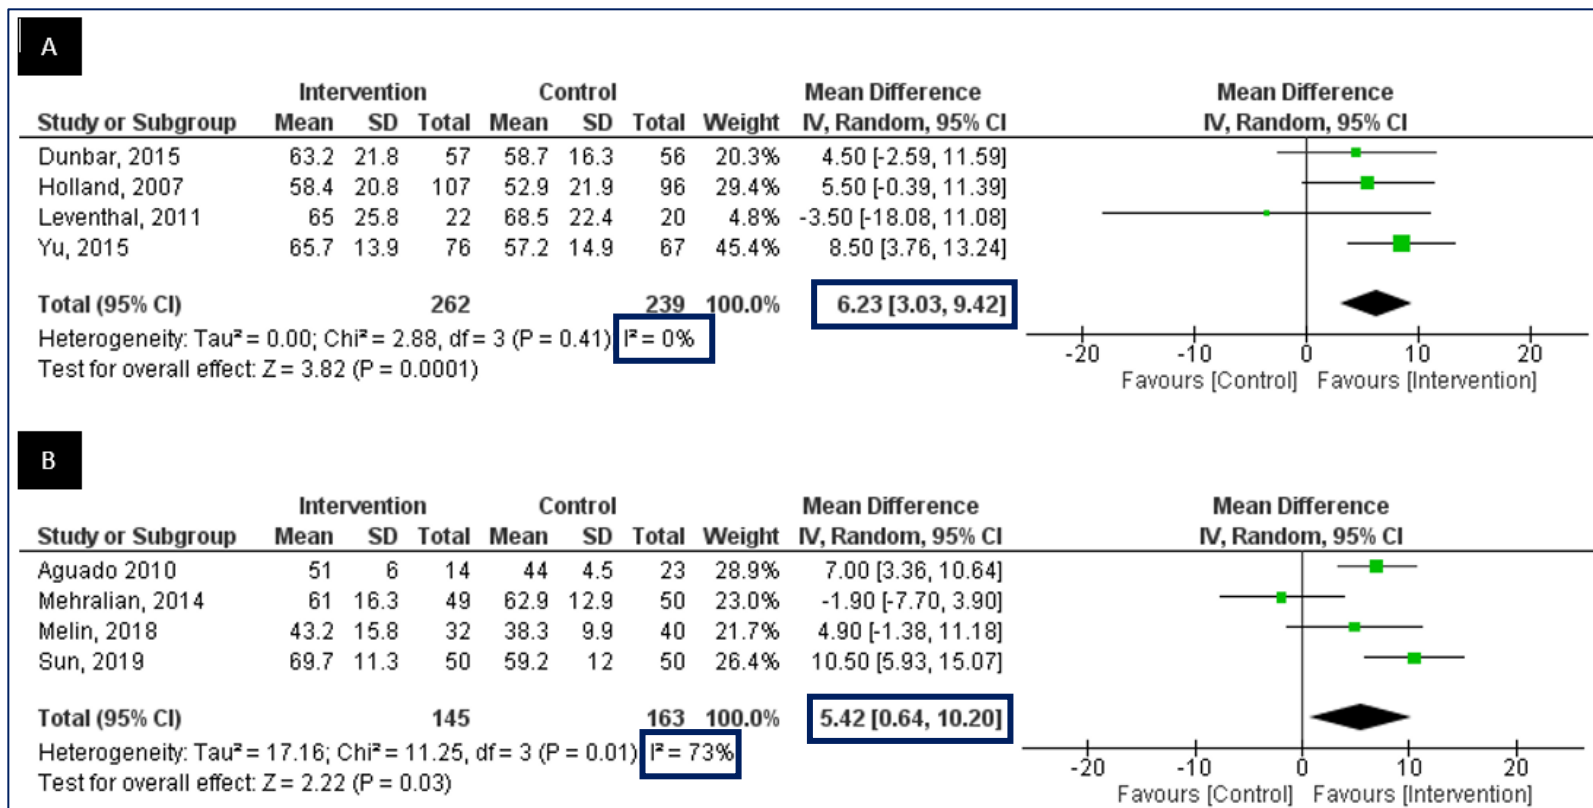 A
Intervention Control Mean Difference Mean Difference
Study or Subgroup Mean SD Total Mean SD Total Weight IV, Random, 95% CI IV, Random, 95% CI
Dunbar, 2015 63.2 21.8 57 58.7 16.3 56 20.3% 4.50 [-2.59, 11.59]
Holland, 2007 58.4 20.8 107 52.9 21.9 96 29.4% 5.50 [-0.39, 11.39]
Leventhal, 2011 65 25.8 22 68.5 22.4 20 4.8% -3.50 [-18.08, 11.08]
Yu, 2015 65.7 13.9 76 57.2 14.9 67 45.4% 8.50 [3.76, 13.24]
Total (95% CI) 262 239 100.0% 6.23 [3.03, 9.42]
Heterogeneity: Tau² = 0.00; Chi² = 2.88, df = 3 (P = 0.41) I² = 0%
Test for overall effect: Z = 3.82 (P = 0.0001)
-20 -10 0 10 20
Favours [Control] Favours [Intervention]
B
Intervention Control Mean Difference Mean Difference
Study or Subgroup Mean SD Total Mean SD Total Weight IV, Random, 95% CI IV, Random, 95% CI
Aguado 2010 51 6 14 44 4.5 23 28.9% 7.00 [3.36, 10.64]
Mehralian, 2014 61 16.3 49 62.9 12.9 50 23.0% -1.90 [-7.70, 3.90]
Melin, 2018 43.2 15.8 32 38.3 9.9 40 21.7% 4.90 [-1.38, 11.18]
Sun, 2019 69.7 11.3 50 59.2 12 50 26.4% 10.50 [5.93, 15.07]
Total (95% CI) 145 163 100.0% 5.42 [0.64, 10.20]
Heterogeneity: Tau² = 17.16; Chi² = 11.25, df = 3 (P = 0.01) I² = 73%
Test for overall effect: Z = 2.22 (P = 0.03)
-20 -10 0 10 20
Favours [Control] Favours [Intervention]